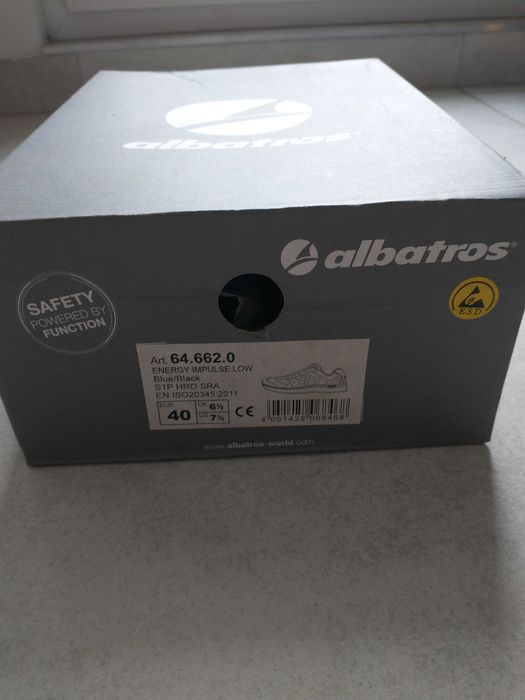 albatros
albatros®
SAFETY
POWERED BY
FUNCTION
ESD
Art. 64.662.0
ENERGY IMPULSE LOW
Blue/Black
S1P HRO SRA
EN ISO20345:2011
EUR 40 UK 6½ US 7½ CE
4 051428 068468
www.albatros-world.com